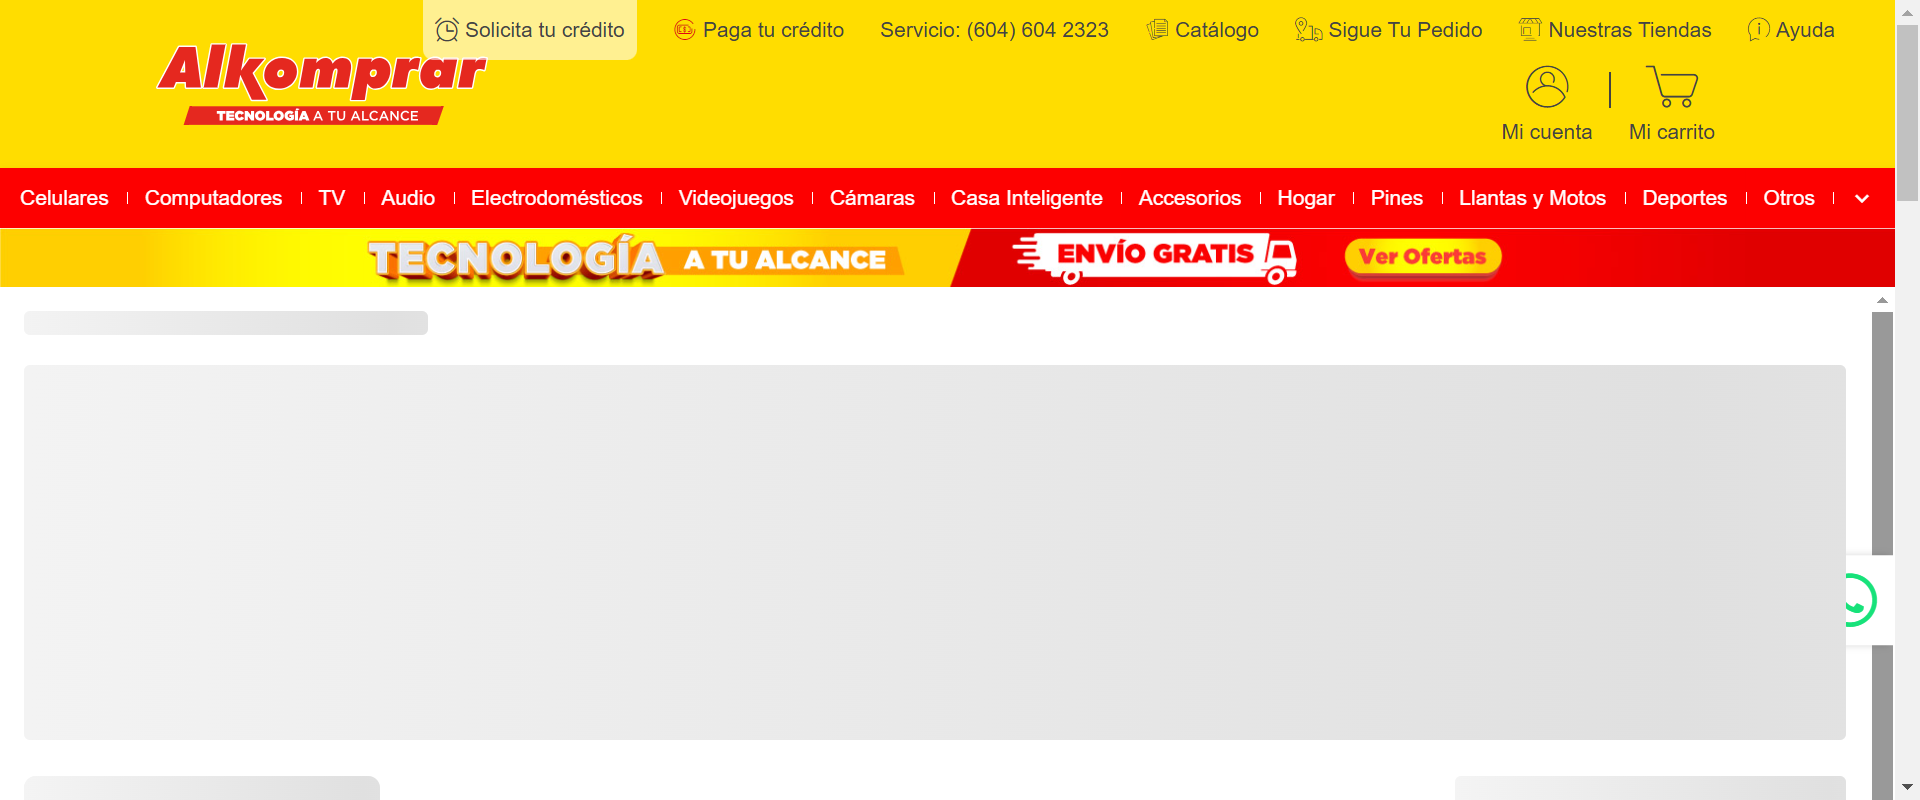 Solicita tu crédito
Paga tu crédito
Servicio: (604) 604 2323
Catálogo
Sigue Tu Pedido
Nuestras Tiendas
Ayuda
Alkomprar
TECNOLOGÍA A TU ALCANCE
Mi cuenta
Mi carrito
Celulares
Computadores
TV
Audio
Electrodomésticos
Videojuegos
Cámaras
Casa Inteligente
Accesorios
Hogar
Pines
Llantas y Motos
Deportes
Otros
TECNOLOGÍA A TU ALCANCE
ENVÍO GRATIS
Ver Ofertas